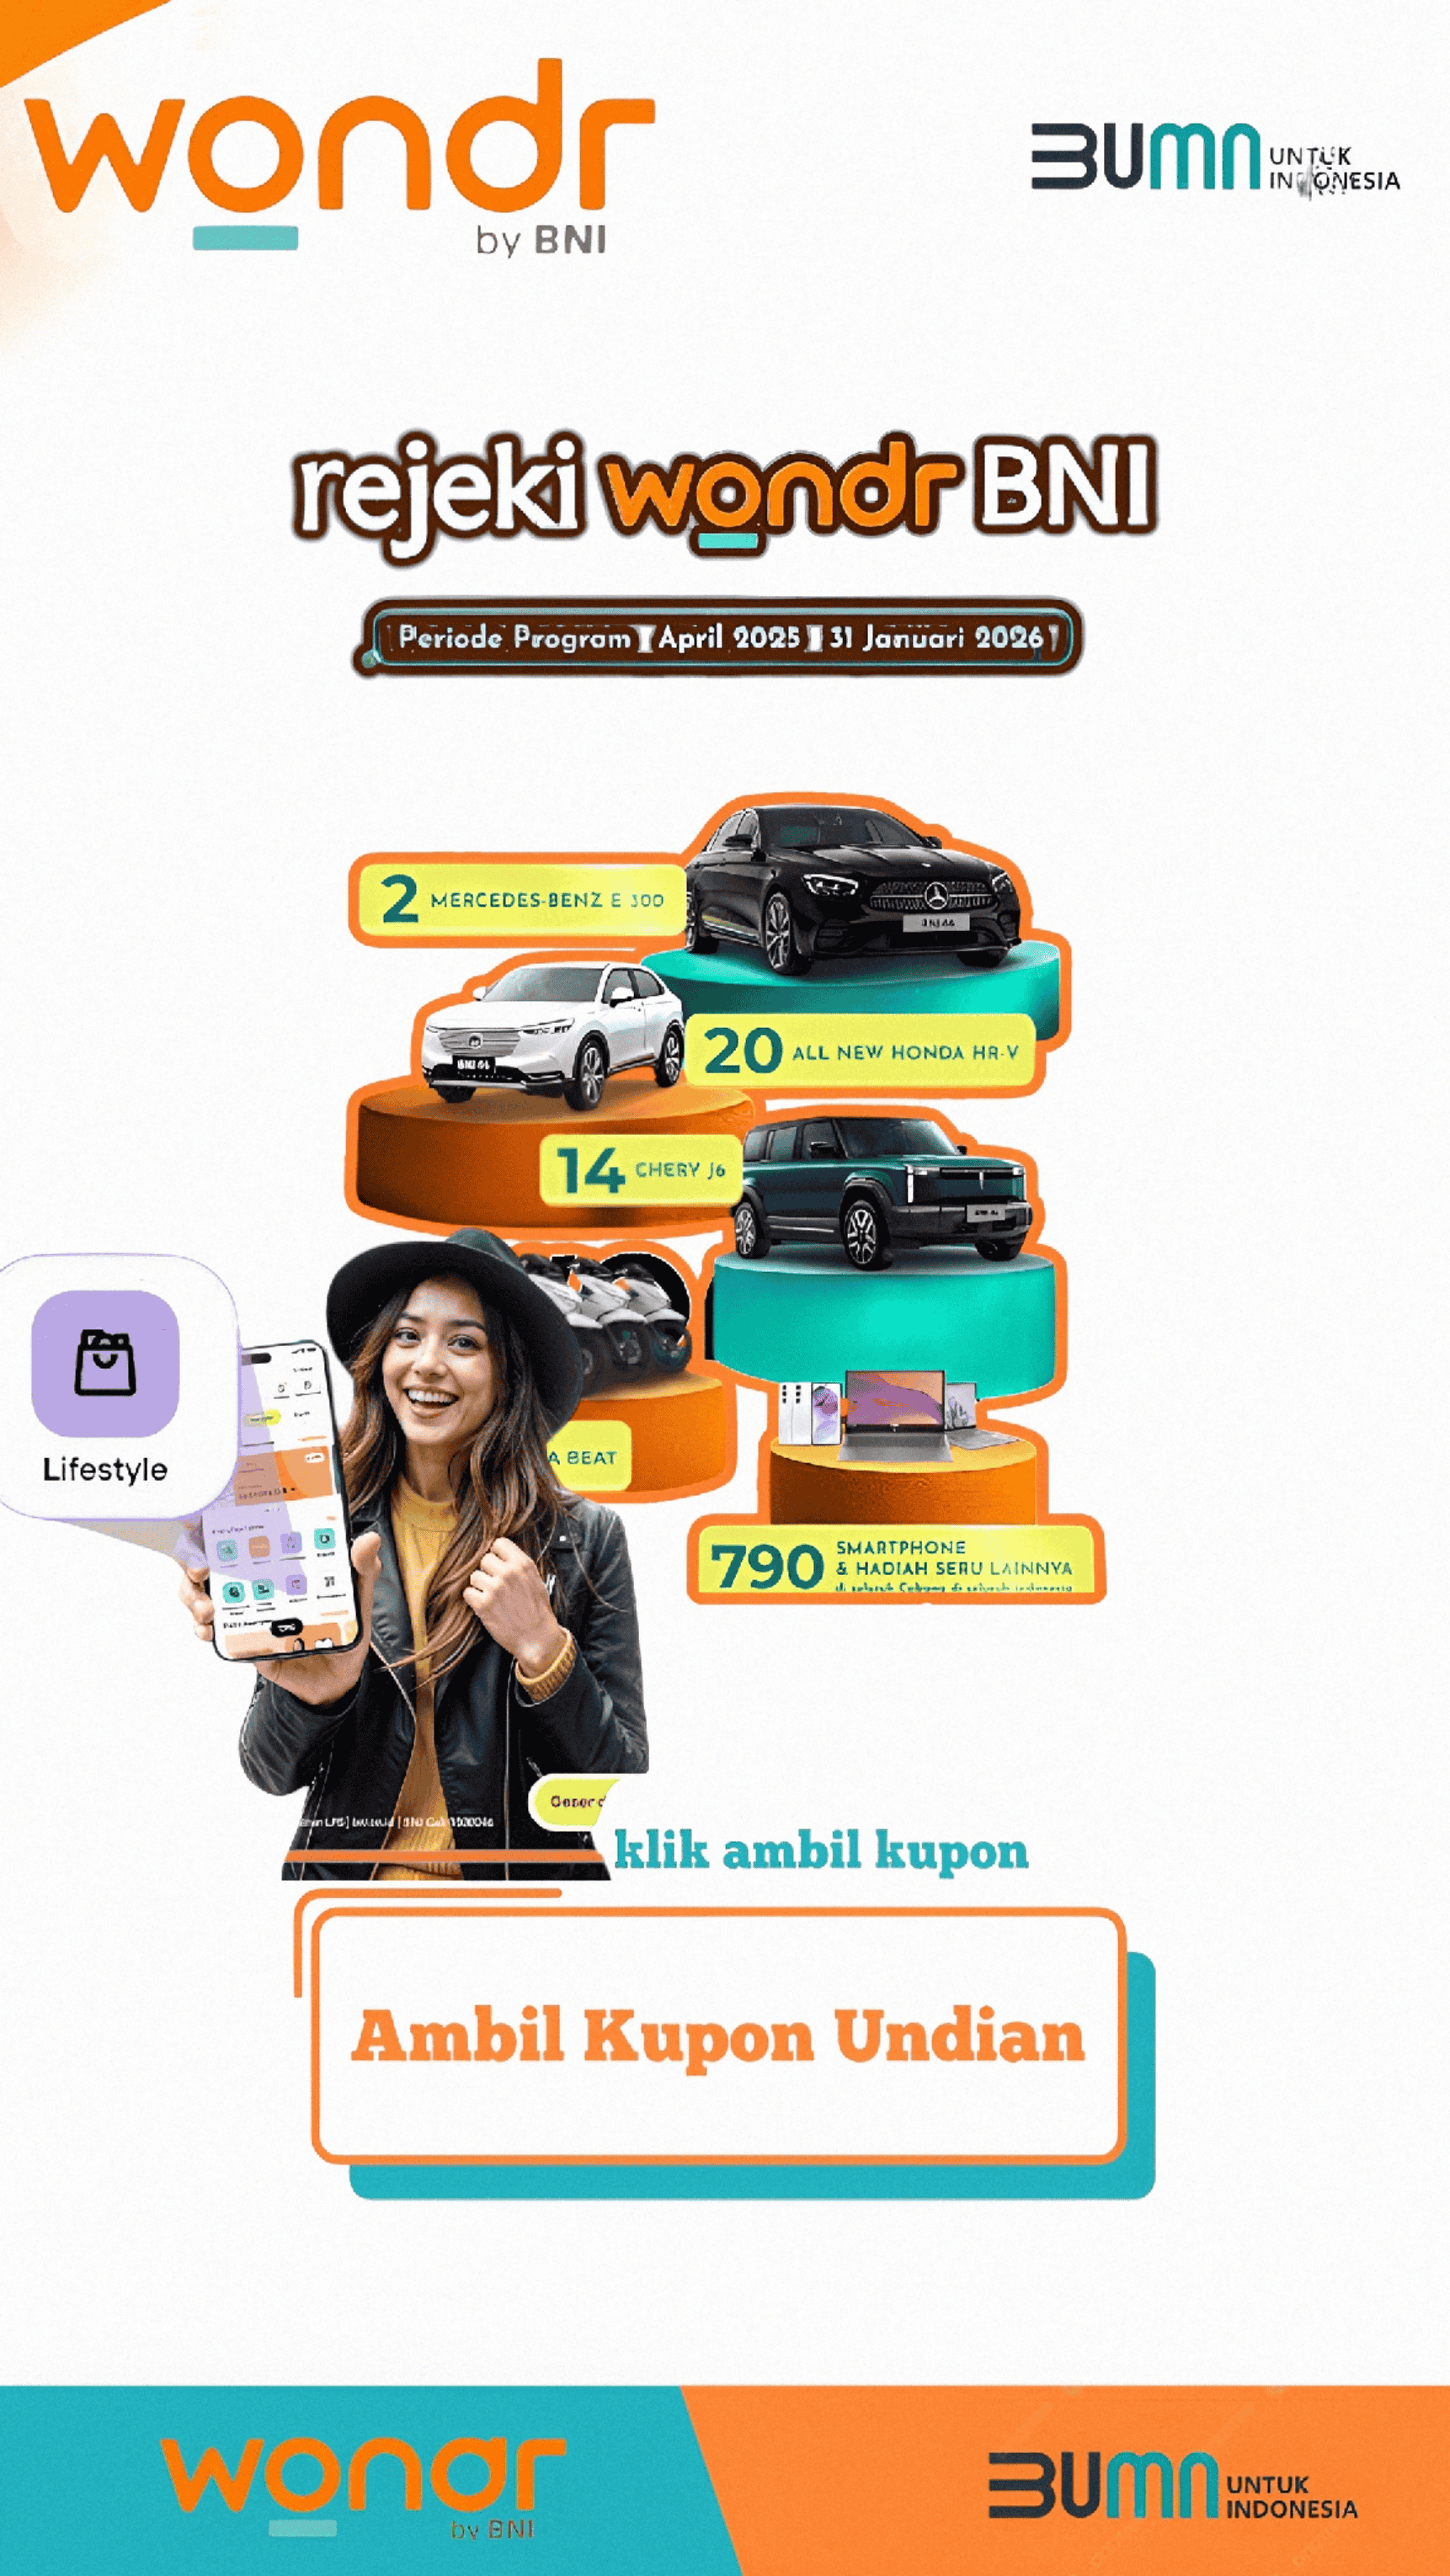 wondr
by BNI
BUMN UNTUK
INDONESIA
rejeki wondr BNI
Periode Program April 2025 31 Januari 2026
2 MERCEDES-BENZ E 300
BNI 46
20 ALL NEW HONDA HR-V
14 CHERY J6
Lifestyle
A BEAT
790 SMARTPHONE
& HADIAH SERU LAINNYA
klik ambil kupon
Ambil Kupon Undian
wondr
by BNI
BUMN UNTUK
INDONESIA